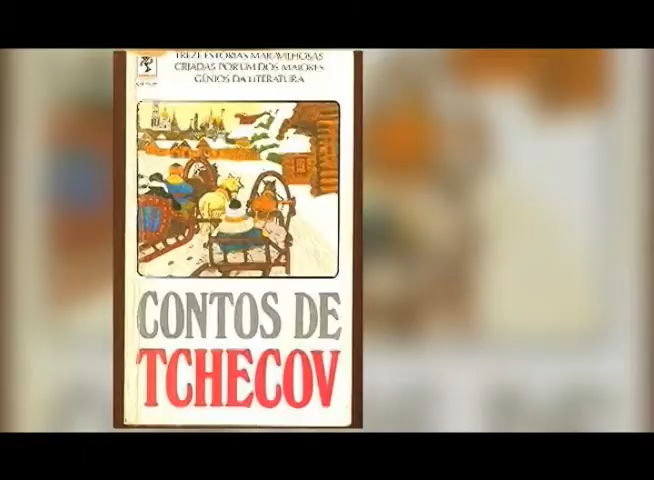 TREZE ESTÓRIAS MARAVILHOSAS
CRIADAS POR UM DOS MAIORES
GÊNIOS DA LITERATURA
CONTOS DE
TCHECOV